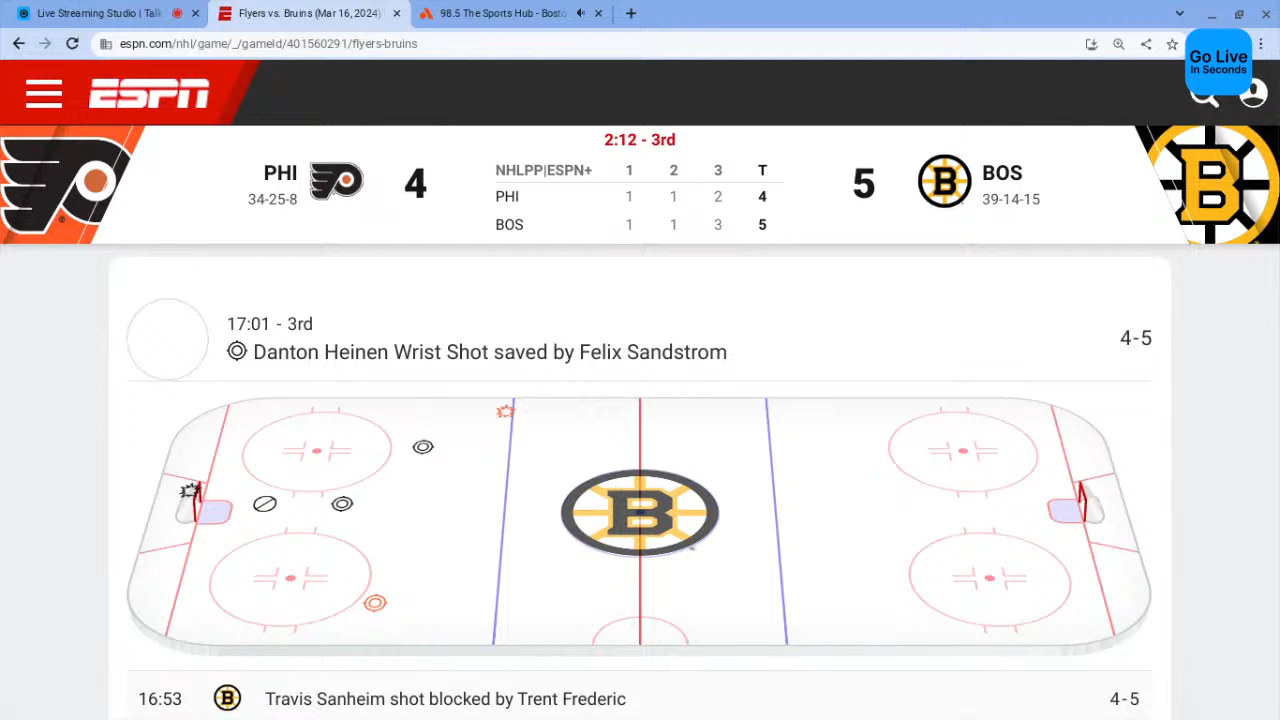 Live Streaming Studio | Talk
Flyers vs. Bruins (Mar 16, 2024)
98.5 The Sports Hub - Bosto
espn.com/nhl/game/_/gameId/401560291/flyers-bruins
Go Live
In Seconds
ESPN
2:12 - 3rd
PHI
34-25-8
4
NHLPP|ESPN+ 1 2 3 T
PHI 1 1 2 4
BOS 1 1 3 5
5
BOS
39-14-15
B
B
17:01 - 3rd
Danton Heinen Wrist Shot saved by Felix Sandstrom
4-5
B
16:53 B Travis Sanheim shot blocked by Trent Frederic 4-5